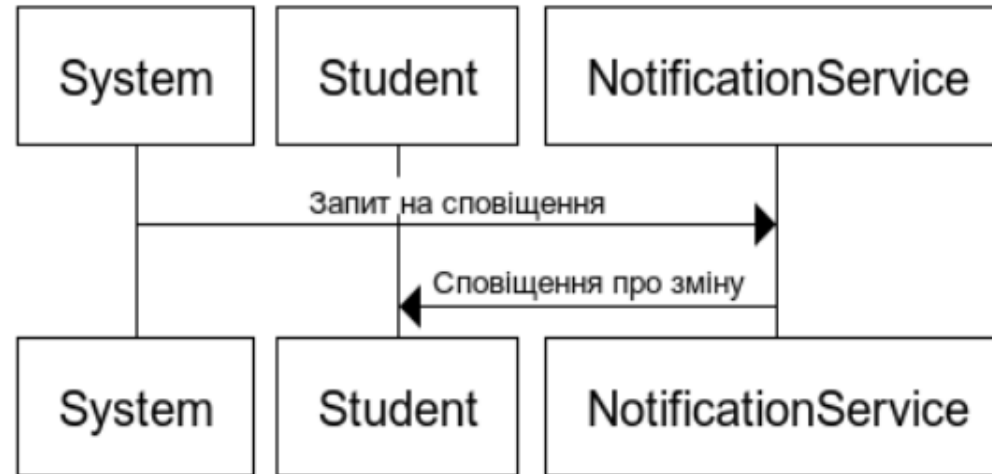 System
Student
NotificationService
Запит на сповіщення
Сповіщення про зміну
System
Student
NotificationService